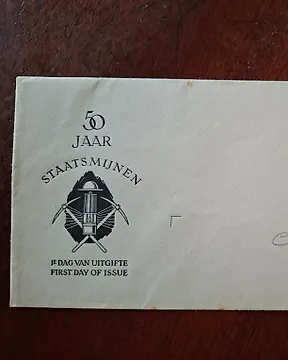 50
JAAR
STAATSMIJNEN
1E DAG VAN UITGIFTE
FIRST DAY OF ISSUE